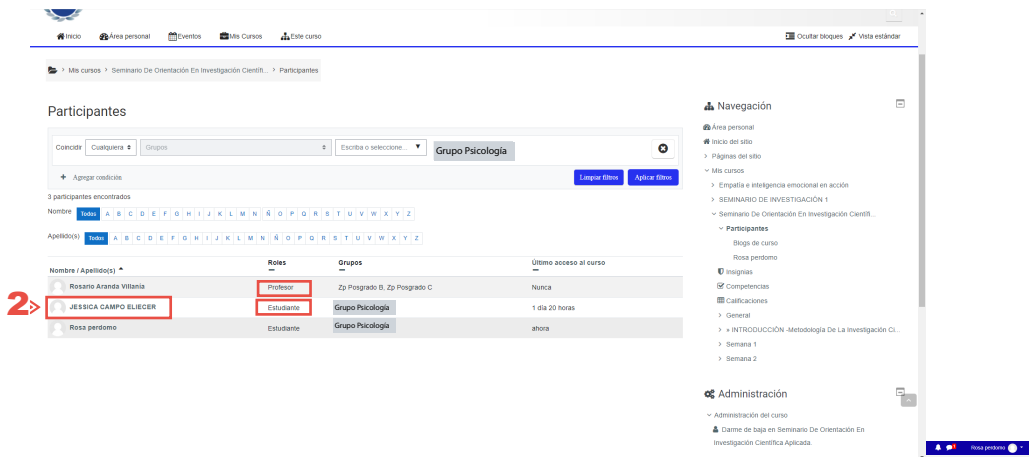 Inicio Área personal Eventos Mis Cursos Este curso Ocultar bloques Vista estándar
Mis cursos Seminario De Orientación En Investigación Científi... Participantes
Participantes
Coincidir Cualquiera Grupos Escriba o seleccione... Grupo Psicología
Agregar condición
Limpiar filtros Aplicar filtros
3 participantes encontrados
Nombre Todos A B C D E F G H I J K L M N Ñ O P Q R S T U V W X Y Z
Apellido(s) Todos A B C D E F G H I J K L M N Ñ O P Q R S T U V W X Y Z
Nombre / Apellido(s) Roles Grupos Último acceso al curso
Rosario Aranda Villania Profesor Zp Posgrado B, Zp Posgrado C Nunca
2 JESSICA CAMPO ELIECER Estudiante Grupo Psicología 1 día 20 horas
Rosa perdomo Estudiante Grupo Psicología ahora
Navegación
Área personal
Inicio del sitio
Páginas del sitio
Mis cursos
Empatía e inteligencia emocional en acción
SEMINARIO DE INVESTIGACIÓN 1
Seminario De Orientación En Investigación Científi...
Participantes
Blogs de curso
Rosa perdomo
Insignias
Competencias
Calificaciones
General
» INTRODUCCIÓN -Metodología De La Investigación Ci...
Semana 1
Semana 2
Administración
Administración del curso
Darme de baja en Seminario De Orientación En
Investigación Científica Aplicada
Rosa perdomo